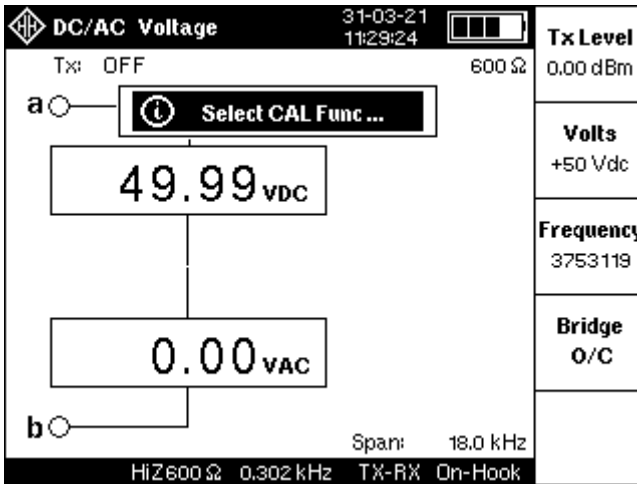 DC/AC Voltage
31-03-21
11:29:24
Tx: OFF
600 Ω
a
Select CAL Func ...
49.99 VDC
0.00 VAC
b
Span: 18.0 kHz
HiZ600 Ω 0.302 kHz TX-RX On-Hook
Tx Level
0.00 dBm
Volts
+50 Vdc
Frequency
3753119
Bridge
O/C